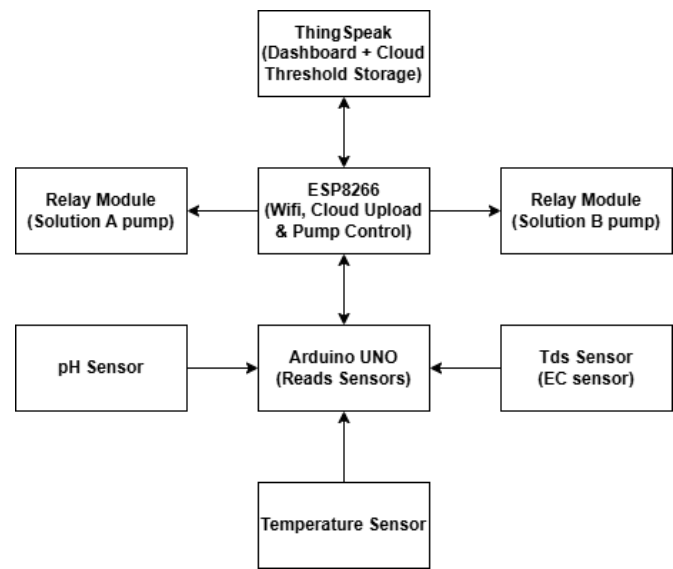 ThingSpeak
(Dashboard + Cloud
Threshold Storage)
Relay Module
(Solution A pump)
ESP8266
(Wifi, Cloud Upload
& Pump Control)
Relay Module
(Solution B pump)
pH Sensor
Arduino UNO
(Reads Sensors)
Tds Sensor
(EC sensor)
Temperature Sensor